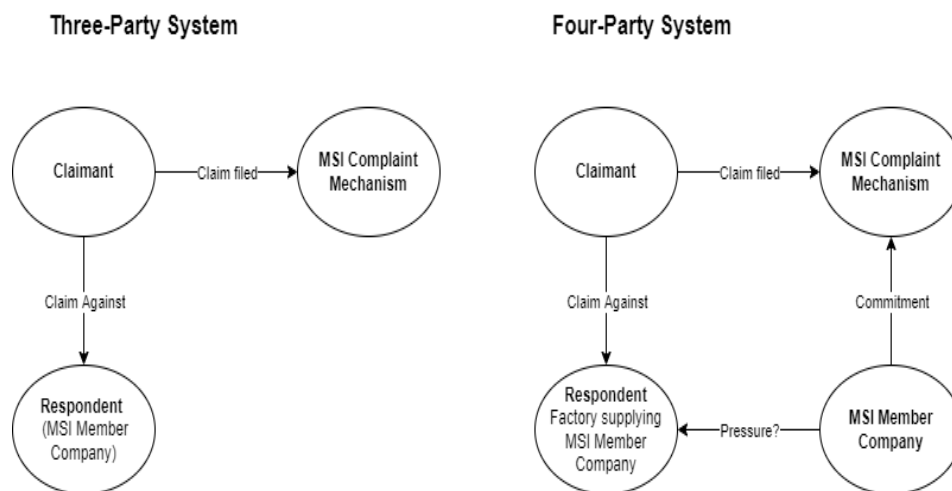 Three-Party System
Claimant
Claim filed
MSI Complaint
Mechanism
Claim Against
Respondent
(MSI Member
Company)
Four-Party System
Claimant
Claim filed
MSI Complaint
Mechanism
Claim Against
Commitment
Respondent
Factory supplying
MSI Member
Company
Pressure?
MSI Member
Company